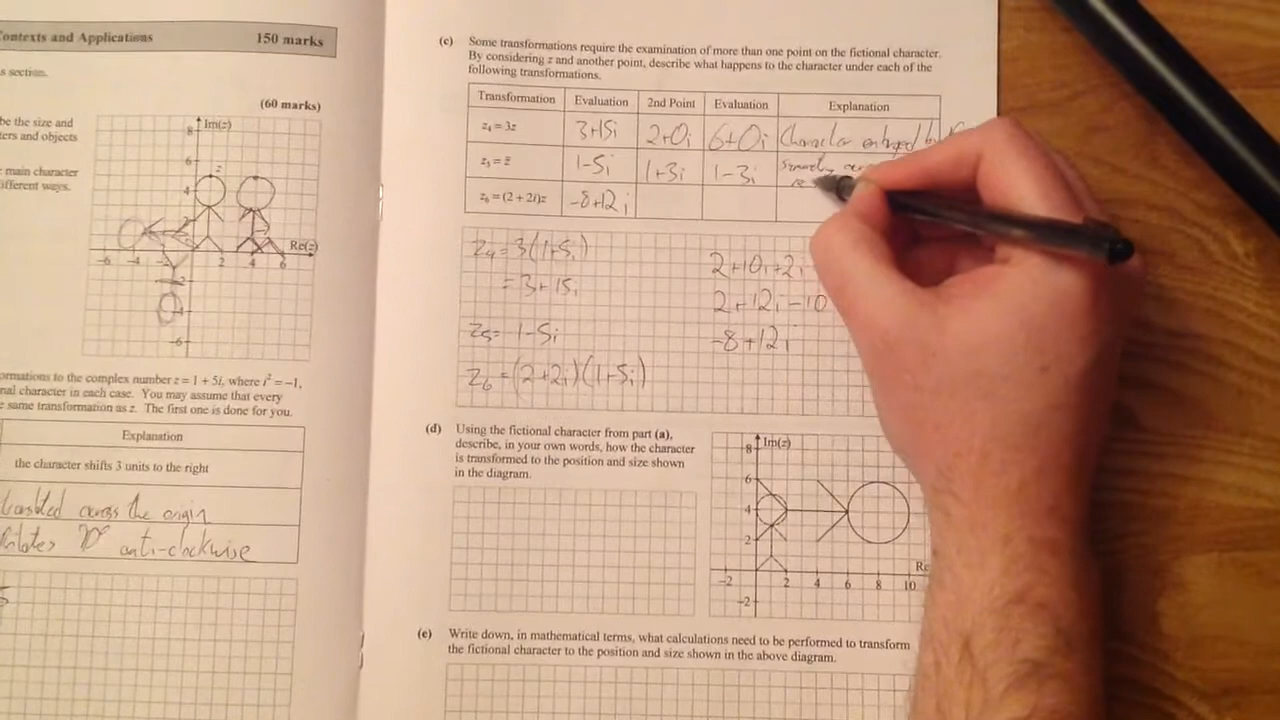 Contexts and Applications 150 marks
s section.
(60 marks)
be the size and
ters and objects
main character
ifferent ways.
Im(z)
8
6
z
4
2
Re(z)
-6 -4 2 4 6
-2
-6
ormations to the complex number z = 1 + 5i, where i² = −1,
nal character in each case. You may assume that every
same transformation as z. The first one is done for you.
Explanation
the character shifts 3 units to the right
across the origin
90° anti-clockwise
(c) Some transformations require the examination of more than one point on the fictional character.
By considering z and another point, describe what happens to the character under each of the
following transformations.
Transformation Evaluation 2nd Point Evaluation Explanation
z₄ = 3z 3+15i 2+0i 6+0i Character enlarged by
= z̄ 1-5i 1+3i 1-3i
z₆ = (2 + 2i)z -8+12i
z₄ = 3(1+5i)
= 3+15i
z₅ = 1-5i
z₆ = (2+2i)(1+5i)
2+10i+2i
2+12i-10
-8+12i
(d) Using the fictional character from part (a),
describe, in your own words, how the character
is transformed to the position and size shown
in the diagram.
Im(z)
8
6
4
2
Re
-2 2 4 6 8 10
-2
(e) Write down, in mathematical terms, what calculations need to be performed to transform
the fictional character to the position and size shown in the above diagram.